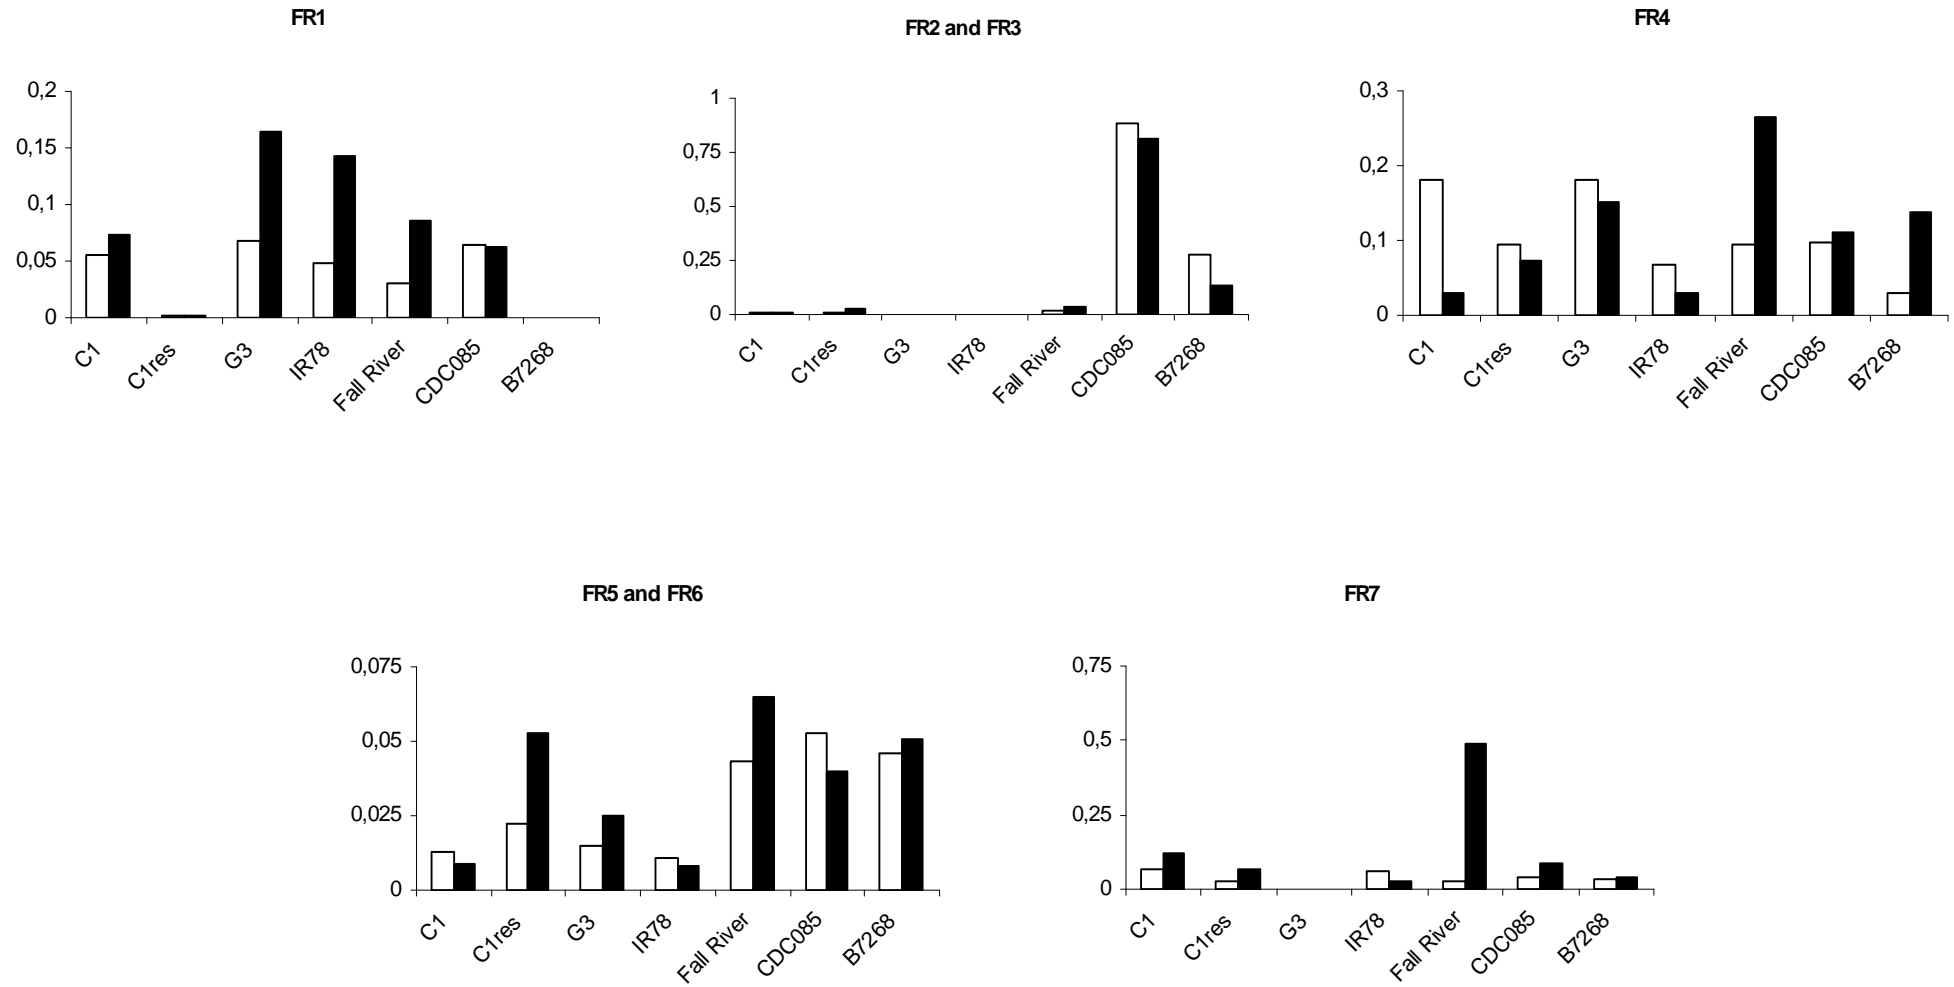 FR1
0,2
0,15
0,1
0,05
0
C1
C1res
G3
IR78
Fall River
CDC085
B7268
FR2 and FR3
1
0,75
0,5
0,25
0
C1
C1res
G3
IR78
Fall River
CDC085
B7268
FR4
0,3
0,2
0,1
0
C1
C1res
G3
IR78
Fall River
CDC085
B7268
FR5 and FR6
0,075
0,05
0,025
0
C1
C1res
G3
IR78
Fall River
CDC085
B7268
FR7
0,75
0,5
0,25
0
C1
C1res
G3
IR78
Fall River
CDC085
B7268